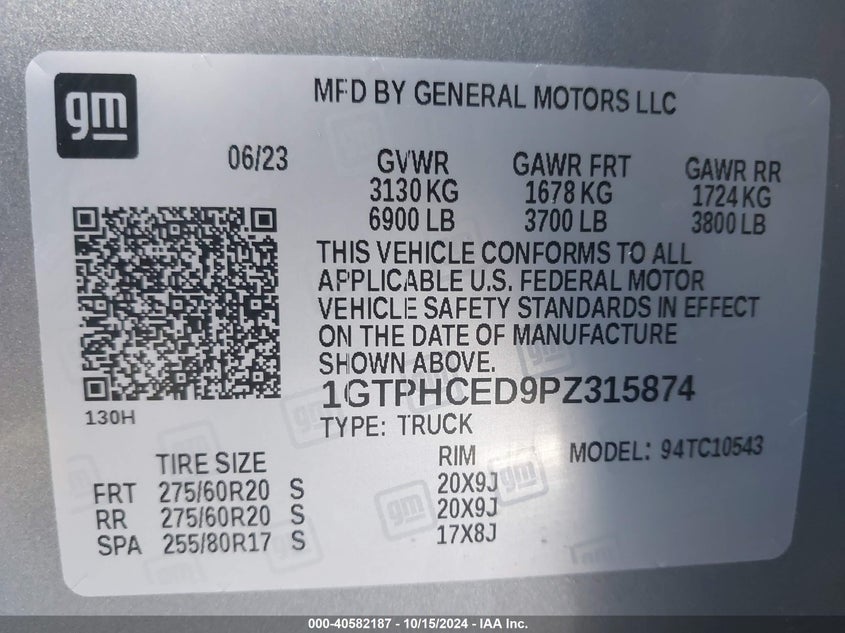 gm
MFD BY GENERAL MOTORS LLC
06/23
GVWR GAWR FRT GAWR RR
3130 KG 1678 KG 1724 KG
6900 LB 3700 LB 3800 LB
THIS VEHICLE CONFORMS TO ALL
APPLICABLE U.S. FEDERAL MOTOR
VEHICLE SAFETY STANDARDS IN EFFECT
ON THE DATE OF MANUFACTURE
SHOWN ABOVE.
1GTPHCED9PZ315874
130H
TYPE: TRUCK
TIRE SIZE RIM MODEL: 94TC10543
FRT 275/60R20 S 20X9J
RR 275/60R20 S 20X9J
SPA 255/80R17 S 17X8J
000-40582187 - 10/15/2024 - IAA Inc.